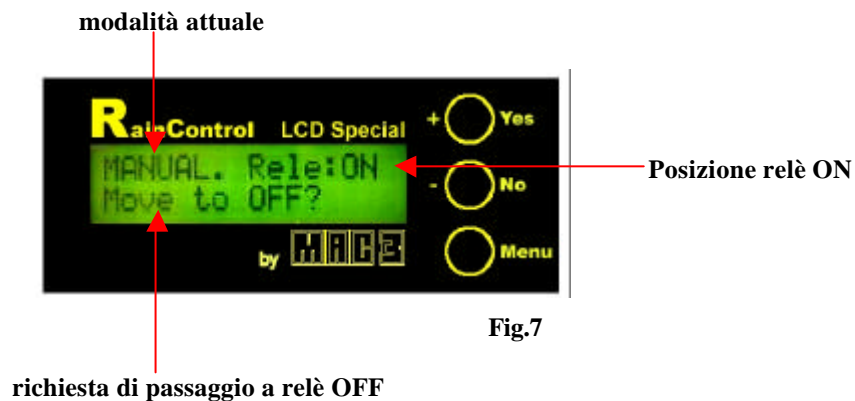 modalità attuale
RainControl LCD Special
+ Yes
MANUAL. Rele:ON
Move to OFF?
Posizione relè ON
- No
by MAC3
Menu
Fig.7
richiesta di passaggio a relè OFF